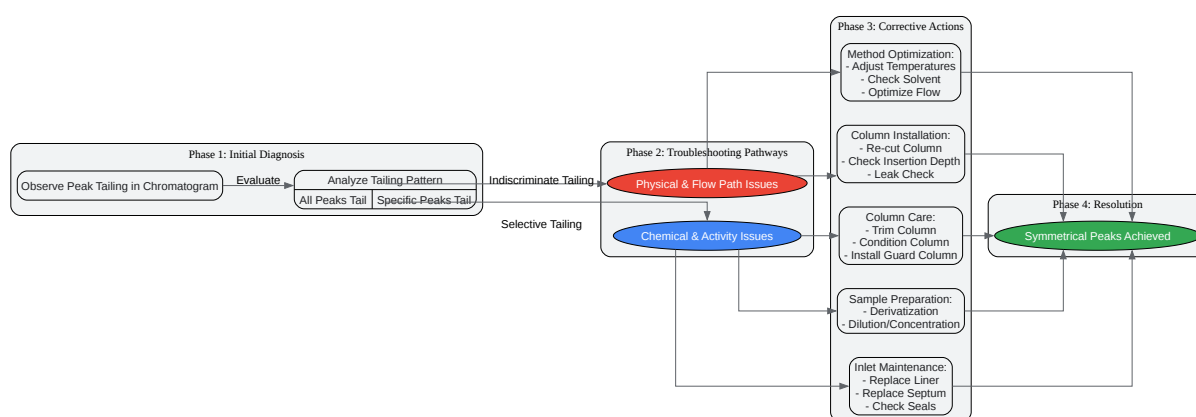 Phase 1: Initial Diagnosis
Observe Peak Tailing in Chromatogram
Evaluate
Analyze Tailing Pattern
All Peaks Tail
Specific Peaks Tail
Indiscriminate Tailing
Selective Tailing
Phase 2: Troubleshooting Pathways
Physical & Flow Path Issues
Chemical & Activity Issues
Phase 3: Corrective Actions
Method Optimization:
- Adjust Temperatures
- Check Solvent
- Optimize Flow
Column Installation:
- Re-cut Column
- Check Insertion Depth
- Leak Check
Column Care:
- Trim Column
- Condition Column
- Install Guard Column
Sample Preparation:
- Derivatization
- Dilution/Concentration
Inlet Maintenance:
- Replace Liner
- Replace Septum
- Check Seals
Phase 4: Resolution
Symmetrical Peaks Achieved